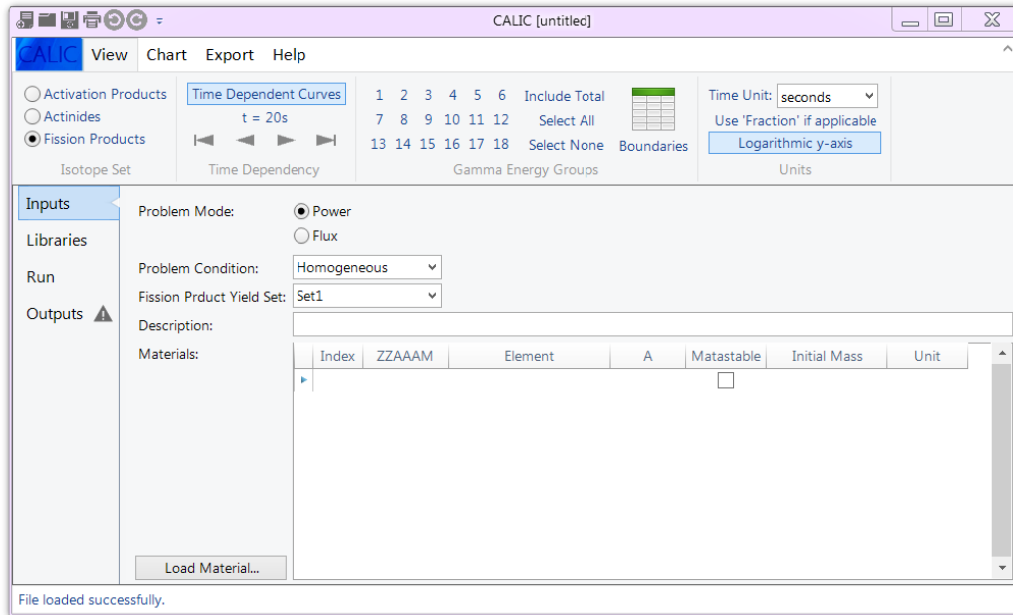 CALIC [untitled]
CALIC View Chart Export Help
Activation Products
Actinides
Fission Products
Isotope Set
Time Dependent Curves
t = 20s
Time Dependency
1 2 3 4 5 6 Include Total
7 8 9 10 11 12 Select All
13 14 15 16 17 18 Select None
Boundaries
Gamma Energy Groups
Time Unit: seconds
Use 'Fraction' if applicable
Logarithmic y-axis
Units
Inputs
Libraries
Run
Outputs
Problem Mode: Power
Flux
Problem Condition: Homogeneous
Fission Prduct Yield Set: Set1
Description:
Materials:
Index ZZAAAM Element A Matastable Initial Mass Unit
Load Material...
File loaded successfully.